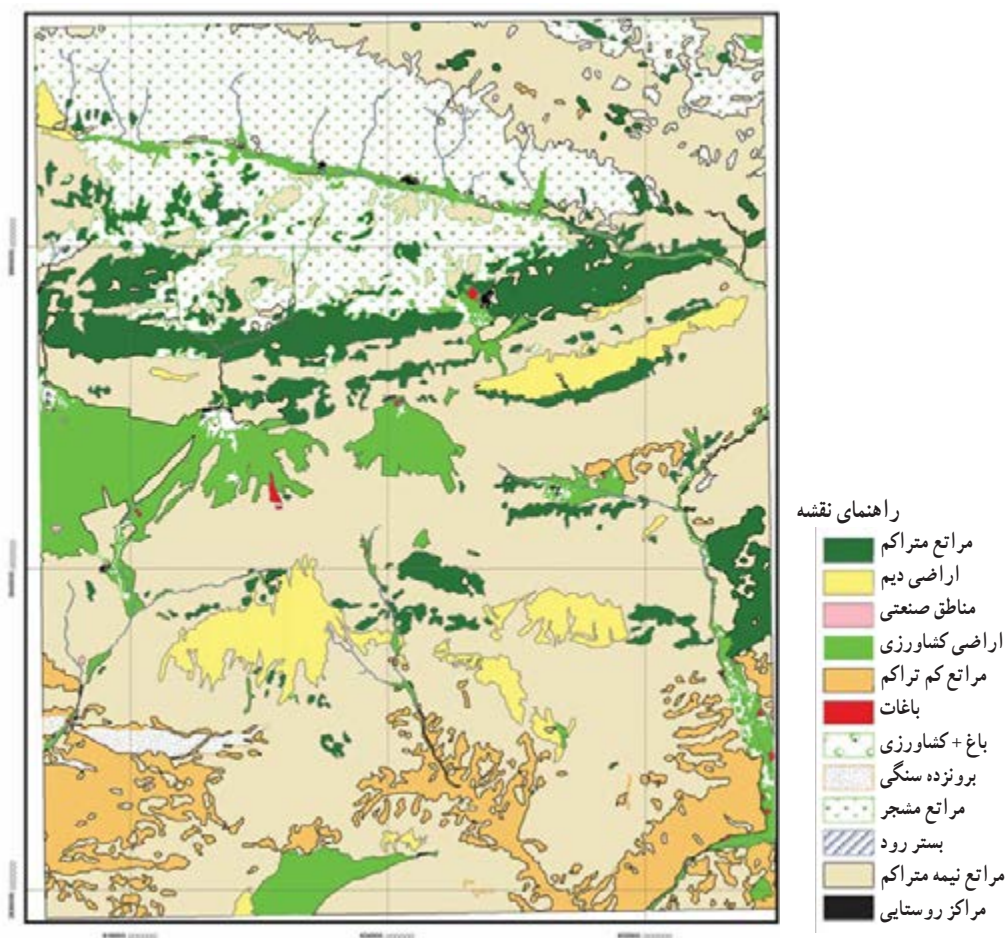 راهنمای نقشه
مراتع متراکم
اراضی دیم
مناطق صنعتی
اراضی کشاورزی
مراتع کم تراکم
باغات
باغ + کشاورزی
برونزده سنگی
مراتع مشجر
بستر رود
مراتع نیمه متراکم
مراکز روستایی